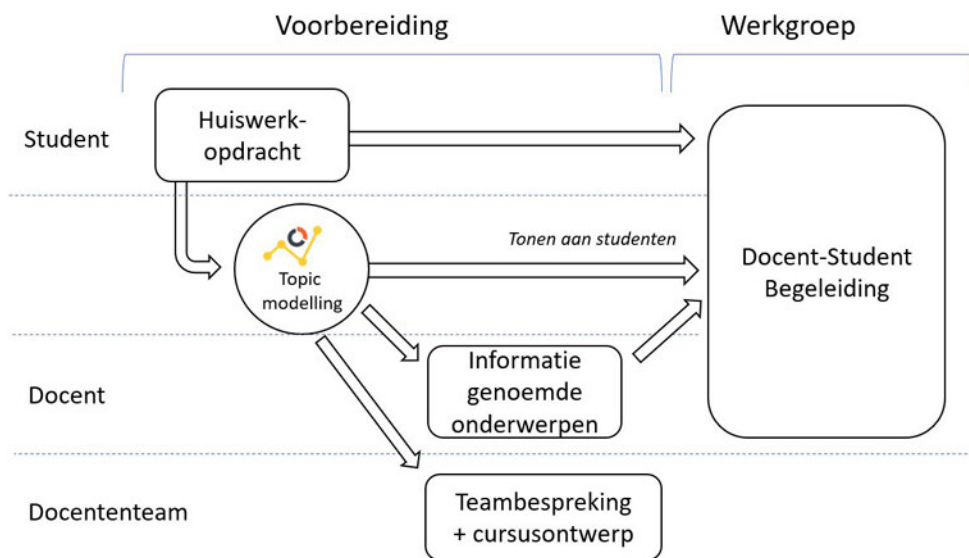 Voorbereiding
Werkgroep
Student
Huiswerk-
opdracht
Tonen aan studenten
Topic
modelling
Docent-Student
Begeleiding
Docent
Informatie
genoemde
onderwerpen
Docententeam
Teambespreking
+ cursusontwerp